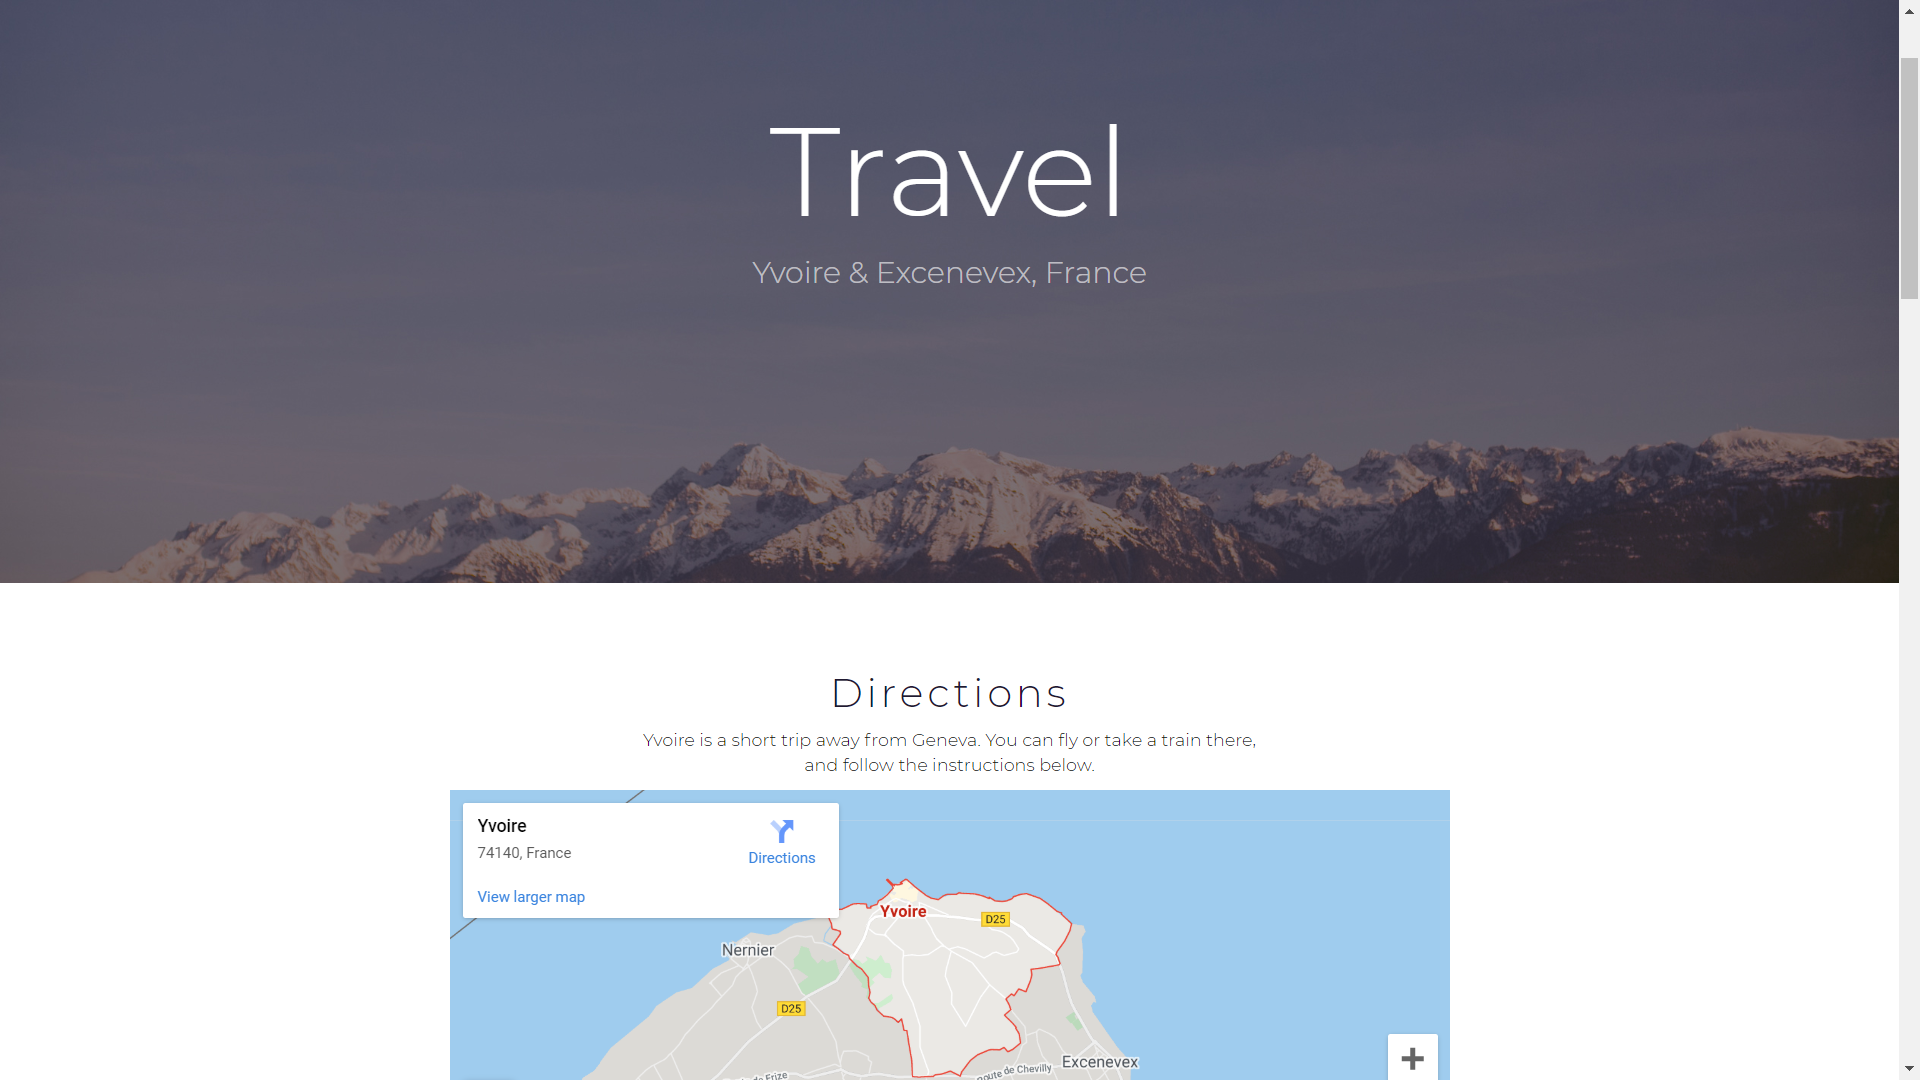 Travel
Yvoire & Excenevex, France
Directions
Yvoire is a short trip away from Geneva. You can fly or take a train there,
and follow the instructions below.
Yvoire
74140, France
Directions
View larger map
Yvoire
D25
Nernier
D25
Excenevex
route de Chevilly
de Frize